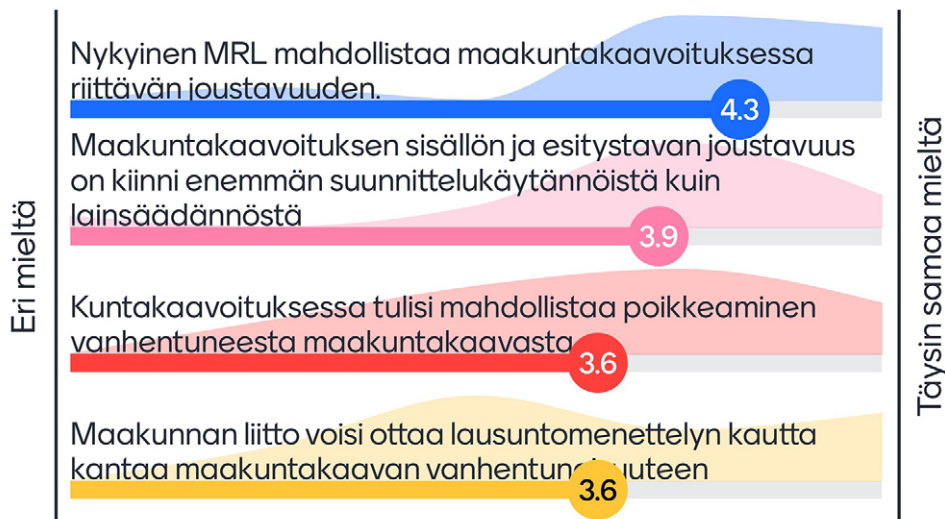 Nykyinen MRL mahdollistaa maakuntakaavoituksessa
riittävän joustavuuden.
4.3
Maakuntakaavoituksen sisällön ja esitystavan joustavuus
on kiinni enemmän suunnittelukäytännöistä kuin
lainsäädännöstä
3.9
Kuntakaavoituksessa tulisi mahdollistaa poikkeaminen
vanhentuneesta maakuntakaavasta
3.6
Maakunnan liitto voisi ottaa lausuntomenettelyn kautta
kantaa maakuntakaavan vanhentuneisuuteen
3.6
Eri mieltä
Täysin samaa mieltä